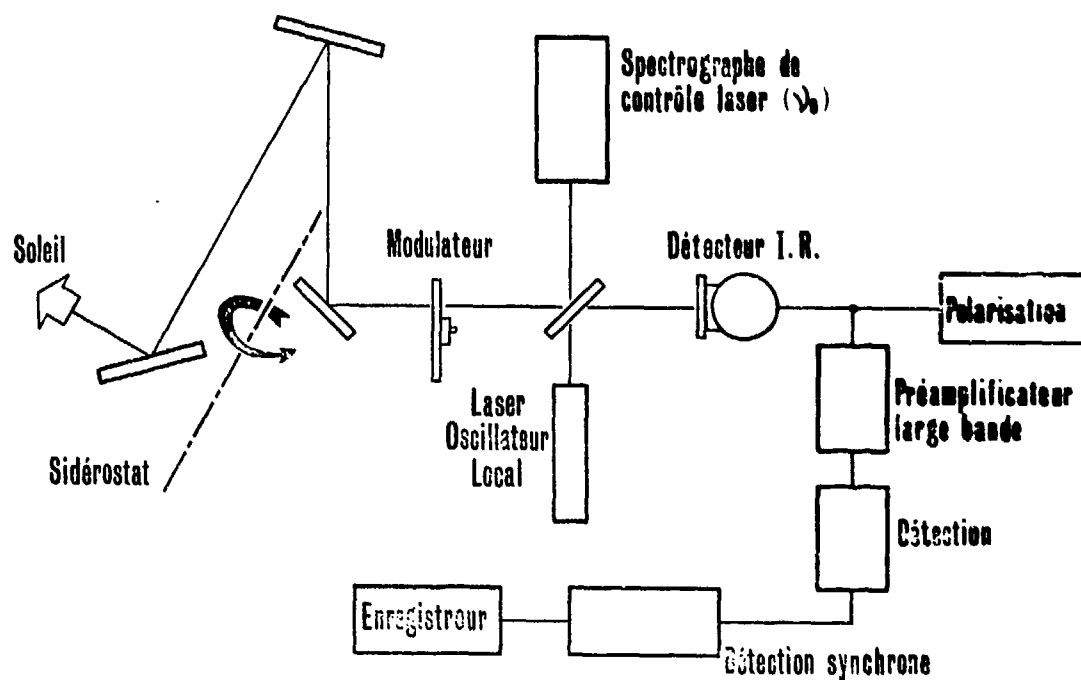 Spectrographe de
contrôle laser (ν₀)
Soleil
Modulateur
Détecteur I.R.
Polarisation
Laser
Oscillateur
Local
Préamplificateur
large bande
Sidérostat
Détection
Enregistreur
Détection synchrone